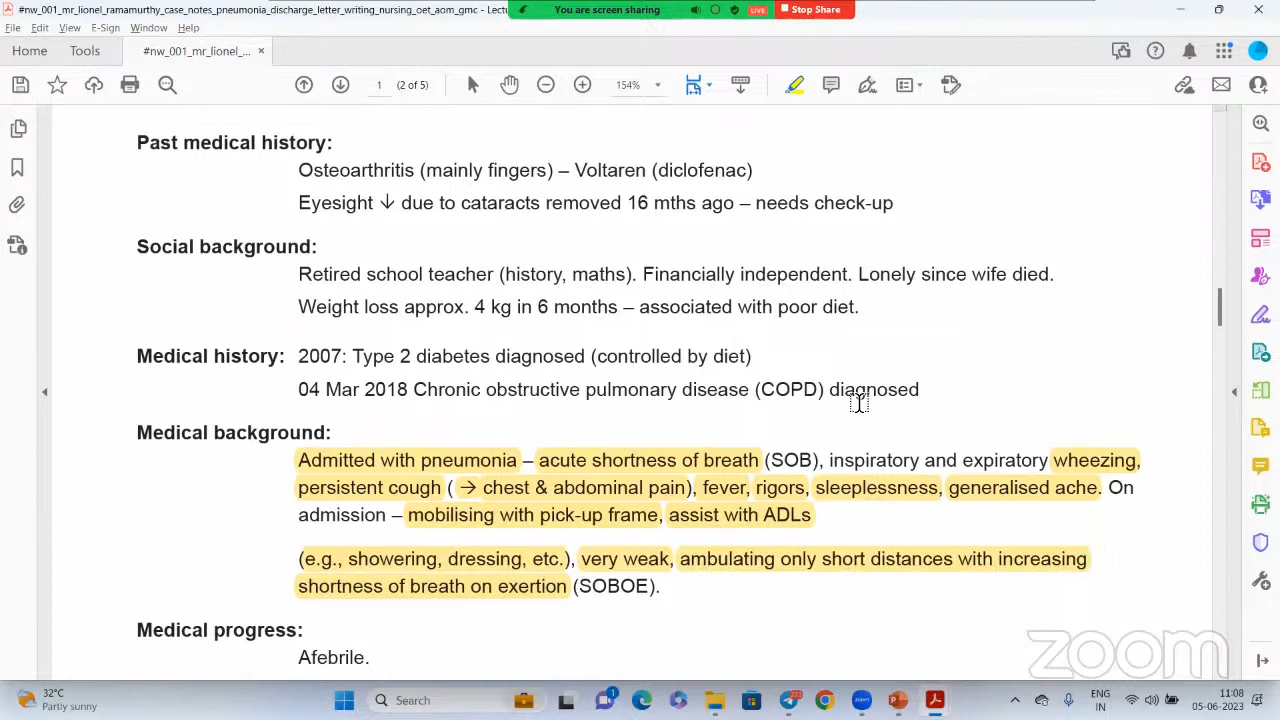 #nw_001_mr_lionel_ramamurthy_case_notes_pneumonia_discharge_letter_writing_nursing_oet_aom_gmc - Lectu
You are screen sharing
LIVE
Stop Share
File Edit View E-Sign Window Help
Home Tools #nw_001_mr_lionel_... ×
1 (2 of 5) 154%
Past medical history:
Osteoarthritis (mainly fingers) – Voltaren (diclofenac)
Eyesight ↓ due to cataracts removed 16 mths ago – needs check-up
Social background:
Retired school teacher (history, maths). Financially independent. Lonely since wife died.
Weight loss approx. 4 kg in 6 months – associated with poor diet.
Medical history: 2007: Type 2 diabetes diagnosed (controlled by diet)
04 Mar 2018 Chronic obstructive pulmonary disease (COPD) diagnosed
Medical background:
Admitted with pneumonia – acute shortness of breath (SOB), inspiratory and expiratory wheezing,
persistent cough ( → chest & abdominal pain), fever, rigors, sleeplessness, generalised ache. On
admission – mobilising with pick-up frame, assist with ADLs
(e.g., showering, dressing, etc.), very weak, ambulating only short distances with increasing
shortness of breath on exertion (SOBOE).
Medical progress:
Afebrile.
zoom
32°C
Partly sunny
Search
1
271
ENG
IN
11:08
05-06-2023